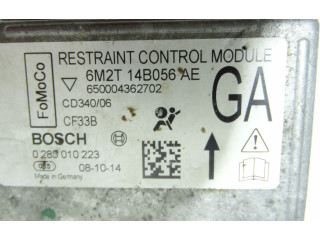 FoMoCo
RESTRAINT CONTROL MODULE
6M2T 14B056 AE
650004362702
CD340/06
CF33B
GA
BOSCH
0 285 010 223
08-10-14
Made in Germany